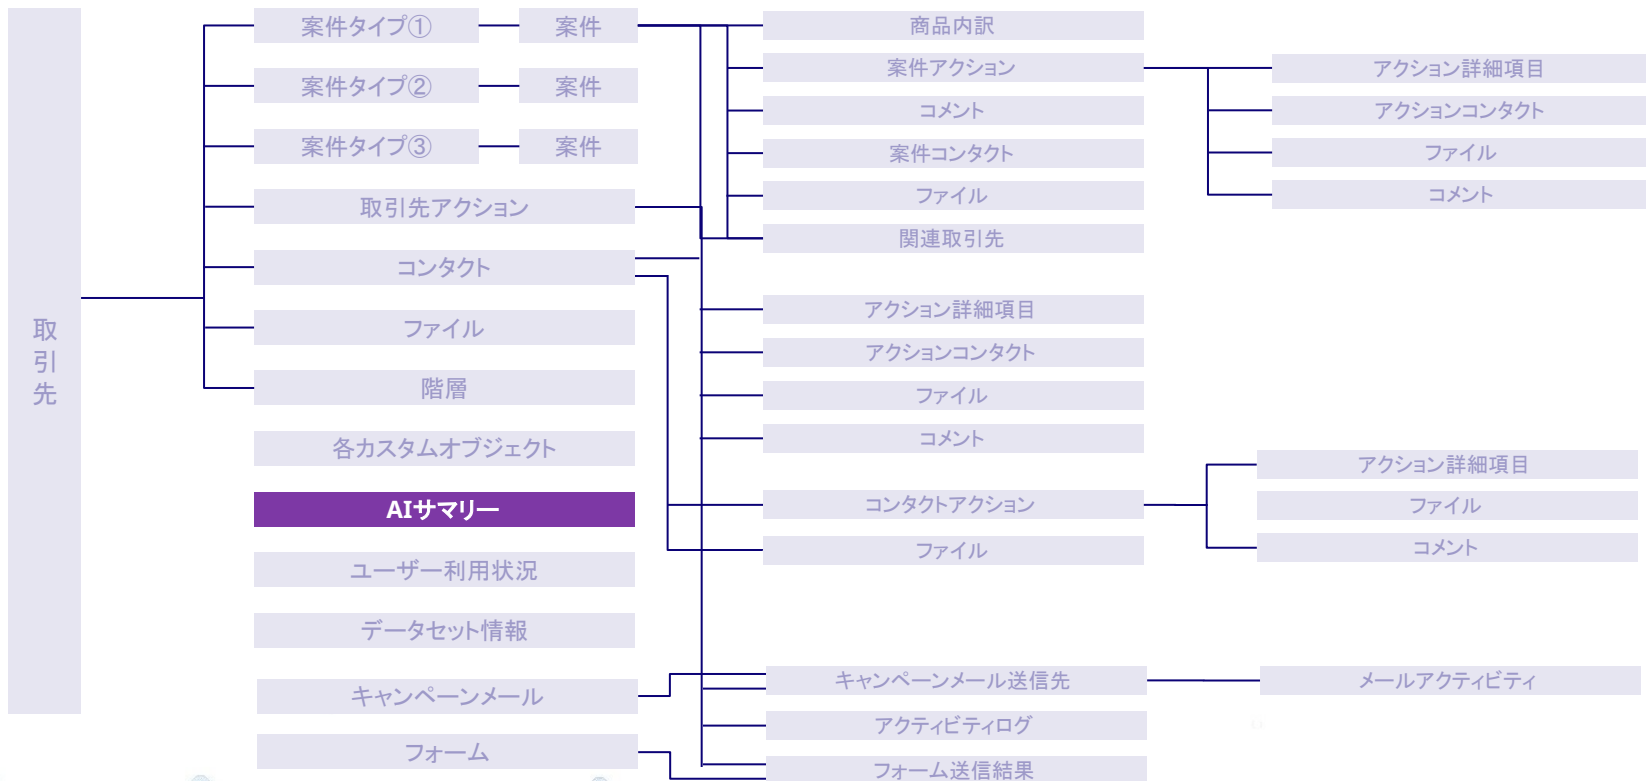 取引先
案件タイプ①
案件
案件タイプ②
案件
案件タイプ③
案件
取引先アクション
コンタクト
ファイル
階層
各カスタムオブジェクト
AIサマリー
ユーザー利用状況
データセット情報
キャンペーンメール
フォーム
商品内訳
案件アクション
コメント
案件コンタクト
ファイル
関連取引先
アクション詳細項目
アクションコンタクト
ファイル
コメント
コンタクトアクション
ファイル
キャンペーンメール送信先
アクティビティログ
フォーム送信結果
アクション詳細項目
アクションコンタクト
ファイル
コメント
アクション詳細項目
ファイル
コメント
メールアクティビティ